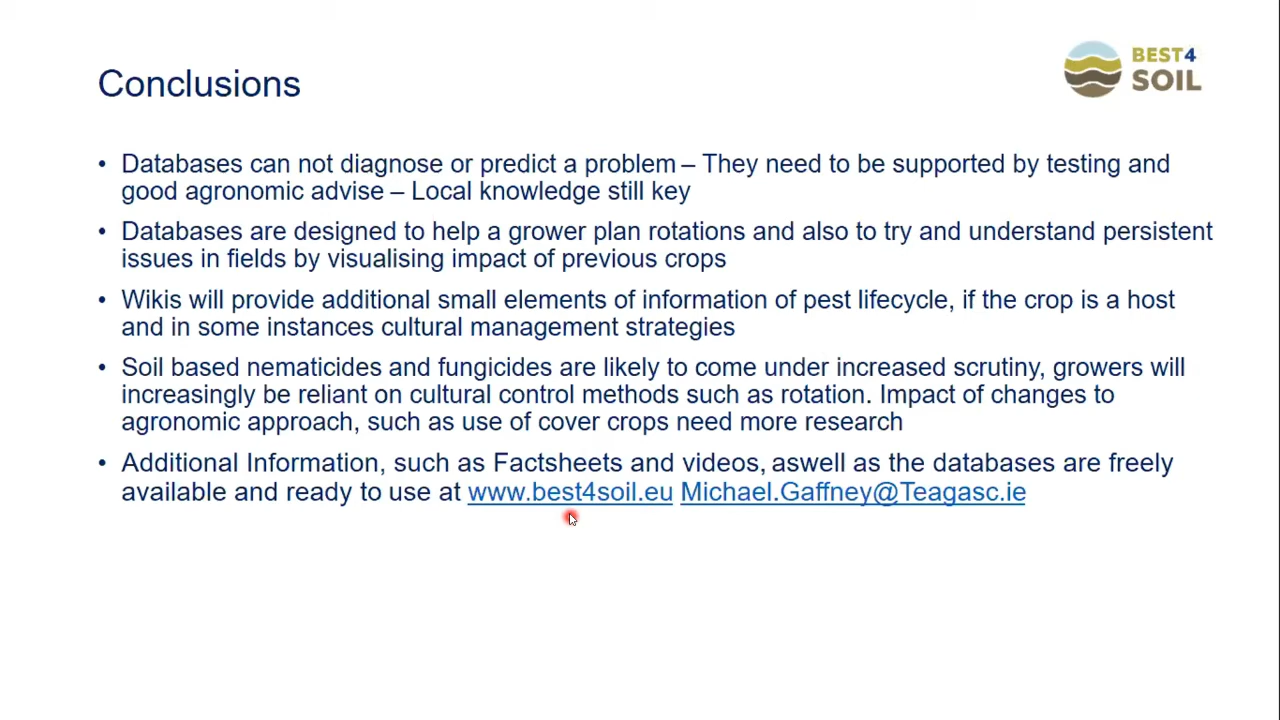 Conclusions
BEST4
SOIL
• Databases can not diagnose or predict a problem – They need to be supported by testing and
good agronomic advise – Local knowledge still key
• Databases are designed to help a grower plan rotations and also to try and understand persistent
issues in fields by visualising impact of previous crops
• Wikis will provide additional small elements of information of pest lifecycle, if the crop is a host
and in some instances cultural management strategies
• Soil based nematicides and fungicides are likely to come under increased scrutiny, growers will
increasingly be reliant on cultural control methods such as rotation. Impact of changes to
agronomic approach, such as use of cover crops need more research
• Additional Information, such as Factsheets and videos, aswell as the databases are freely
available and ready to use at www.best4soil.eu Michael.Gaffney@Teagasc.ie